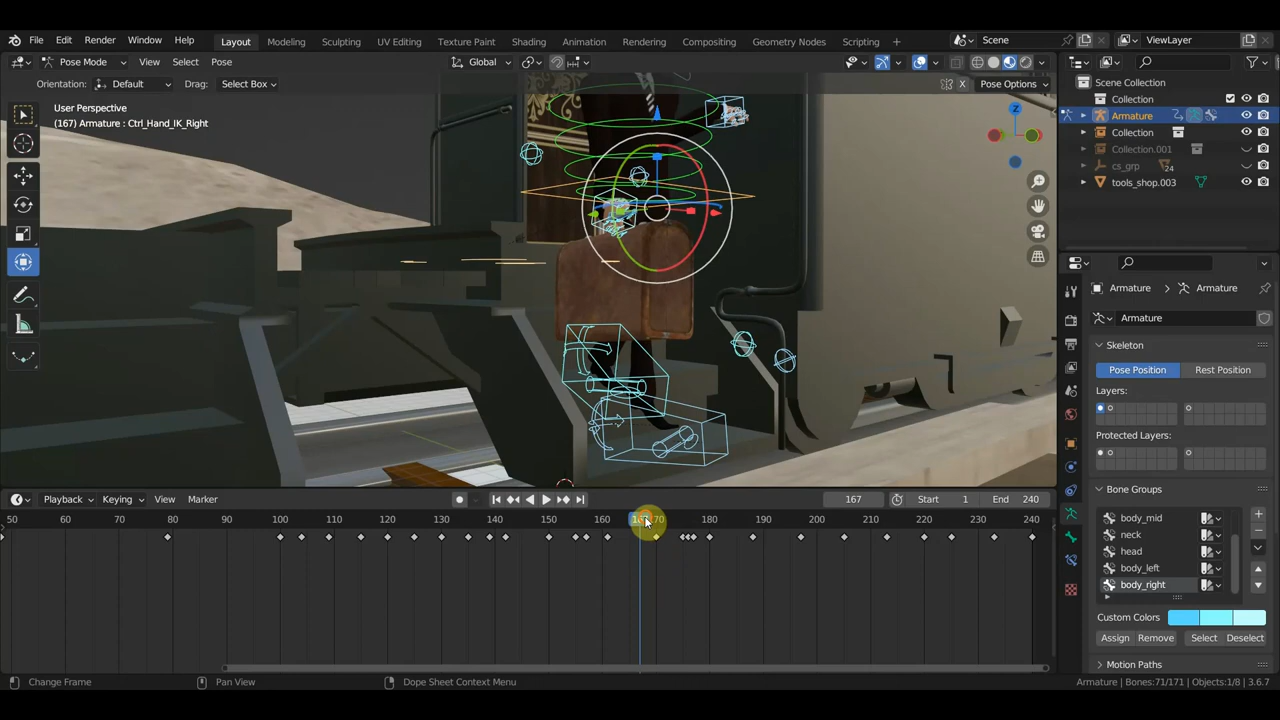 File Edit Render Window Help Layout Modeling Sculpting UV Editing Texture Paint Shading Animation Rendering Compositing Geometry Nodes Scripting + Scene ViewLayer
Pose Mode View Select Pose Global
Orientation: Default Drag: Select Box X Pose Options
User Perspective
(167) Armature : Ctrl_Hand_IK_Right
Z
Scene Collection
Collection
Armature
Collection
Collection.001
cs_grp 24
tools_shop.003
Armature > Armature
Armature
Skeleton
Pose Position Rest Position
Layers:
Protected Layers:
Bone Groups
body_mid
neck
head
body_left
body_right
Custom Colors
Assign Remove Select Deselect
Motion Paths
Playback Keying View Marker 167 Start 1 End 240
50 60 70 80 90 100 110 120 130 140 150 160 167 170 180 190 200 210 220 230 240
Change Frame Pan View Dope Sheet Context Menu Armature | Bones:71/171 | Objects:1/8 | 3.6.7